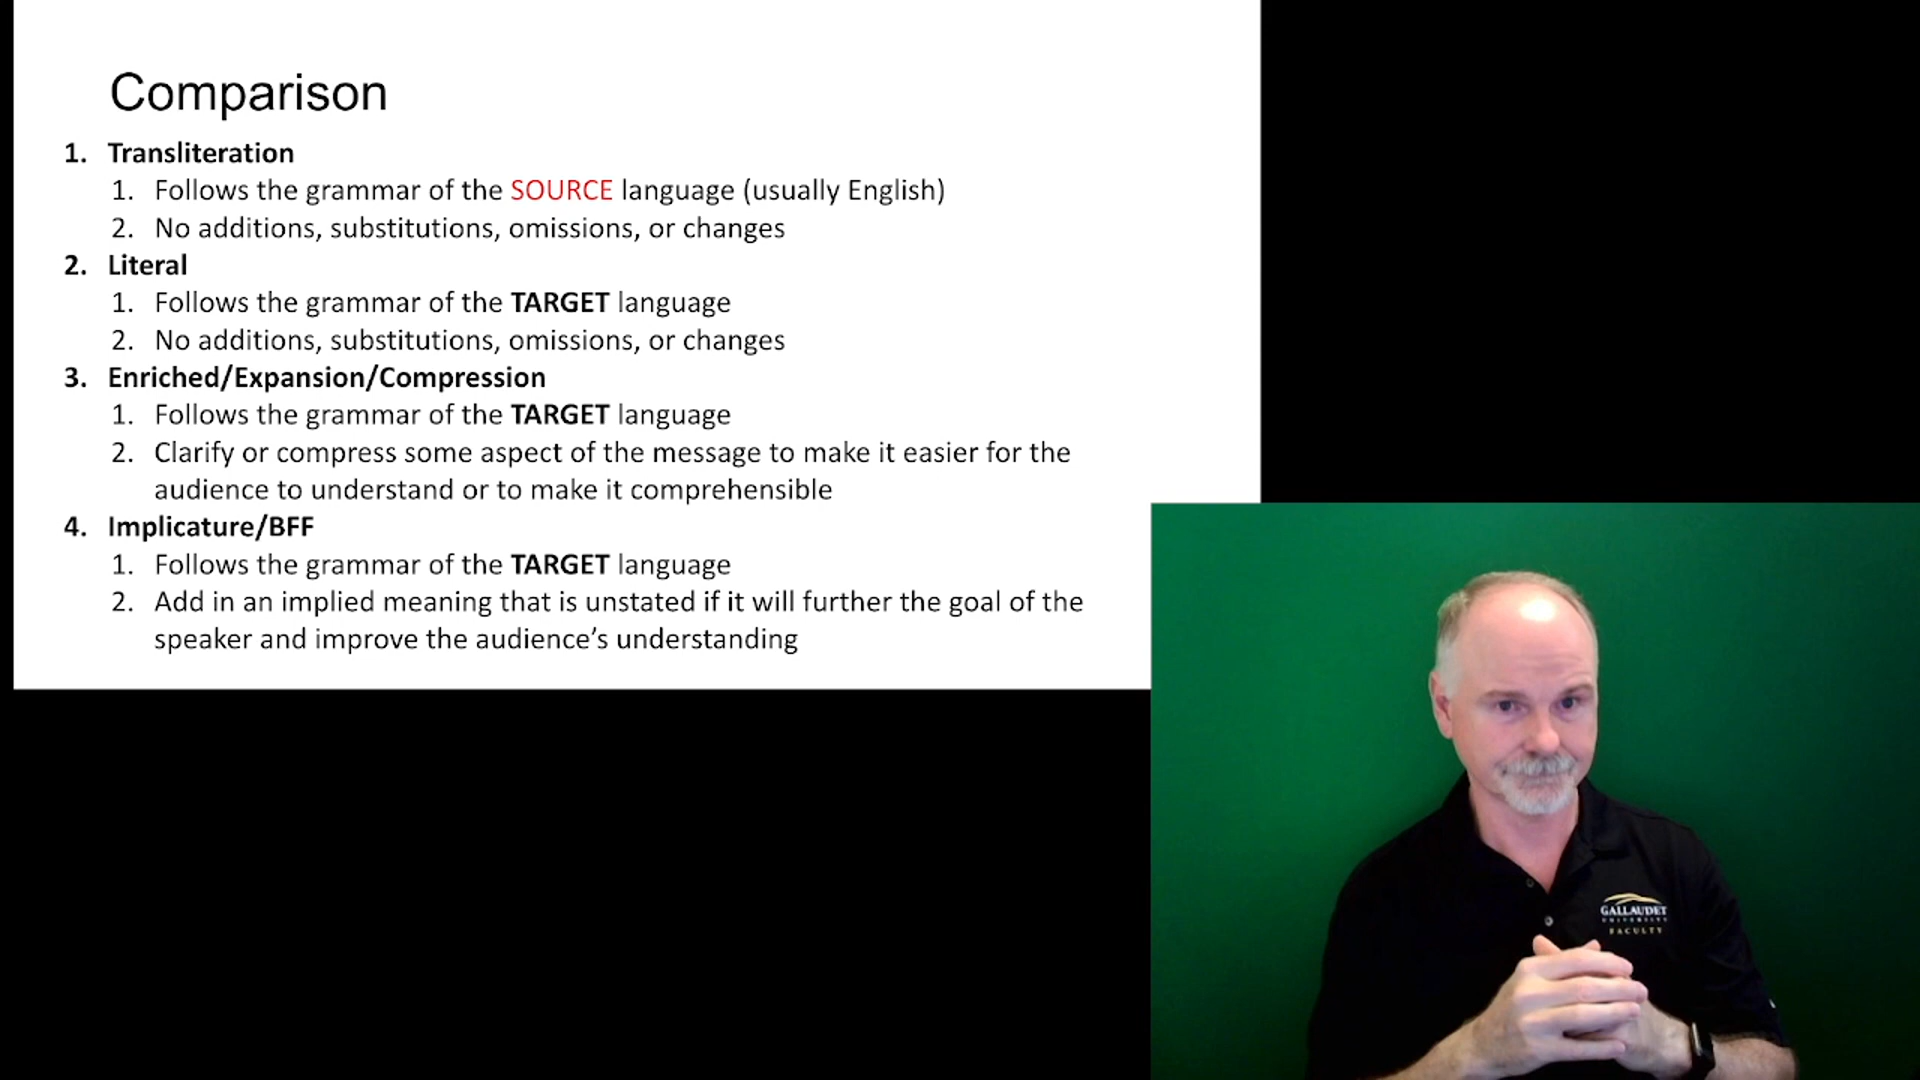 Comparison
1. Transliteration
1. Follows the grammar of the SOURCE language (usually English)
2. No additions, substitutions, omissions, or changes
2. Literal
1. Follows the grammar of the TARGET language
2. No additions, substitutions, omissions, or changes
3. Enriched/Expansion/Compression
1. Follows the grammar of the TARGET language
2. Clarify or compress some aspect of the message to make it easier for the
audience to understand or to make it comprehensible
4. Implicature/BFF
1. Follows the grammar of the TARGET language
2. Add in an implied meaning that is unstated if it will further the goal of the
speaker and improve the audience’s understanding
GALLAUDET
UNIVERSITY
FACULTY